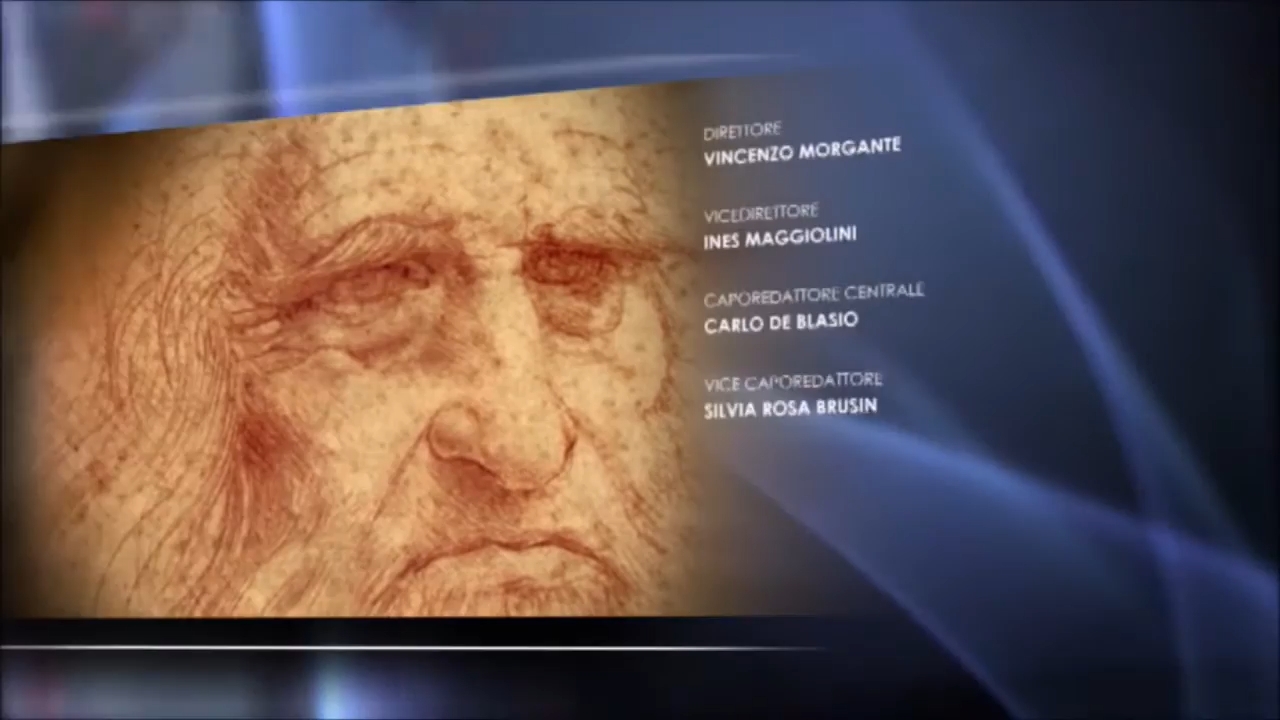 DIRETTORE
VINCENZO MORGANTE
VICEDIRETTORE
INES MAGGIOLINI
CAPOREDATTORE CENTRALE
CARLO DE BLASIO
VICE CAPOREDATTORE
SILVIA ROSA BRUSIN